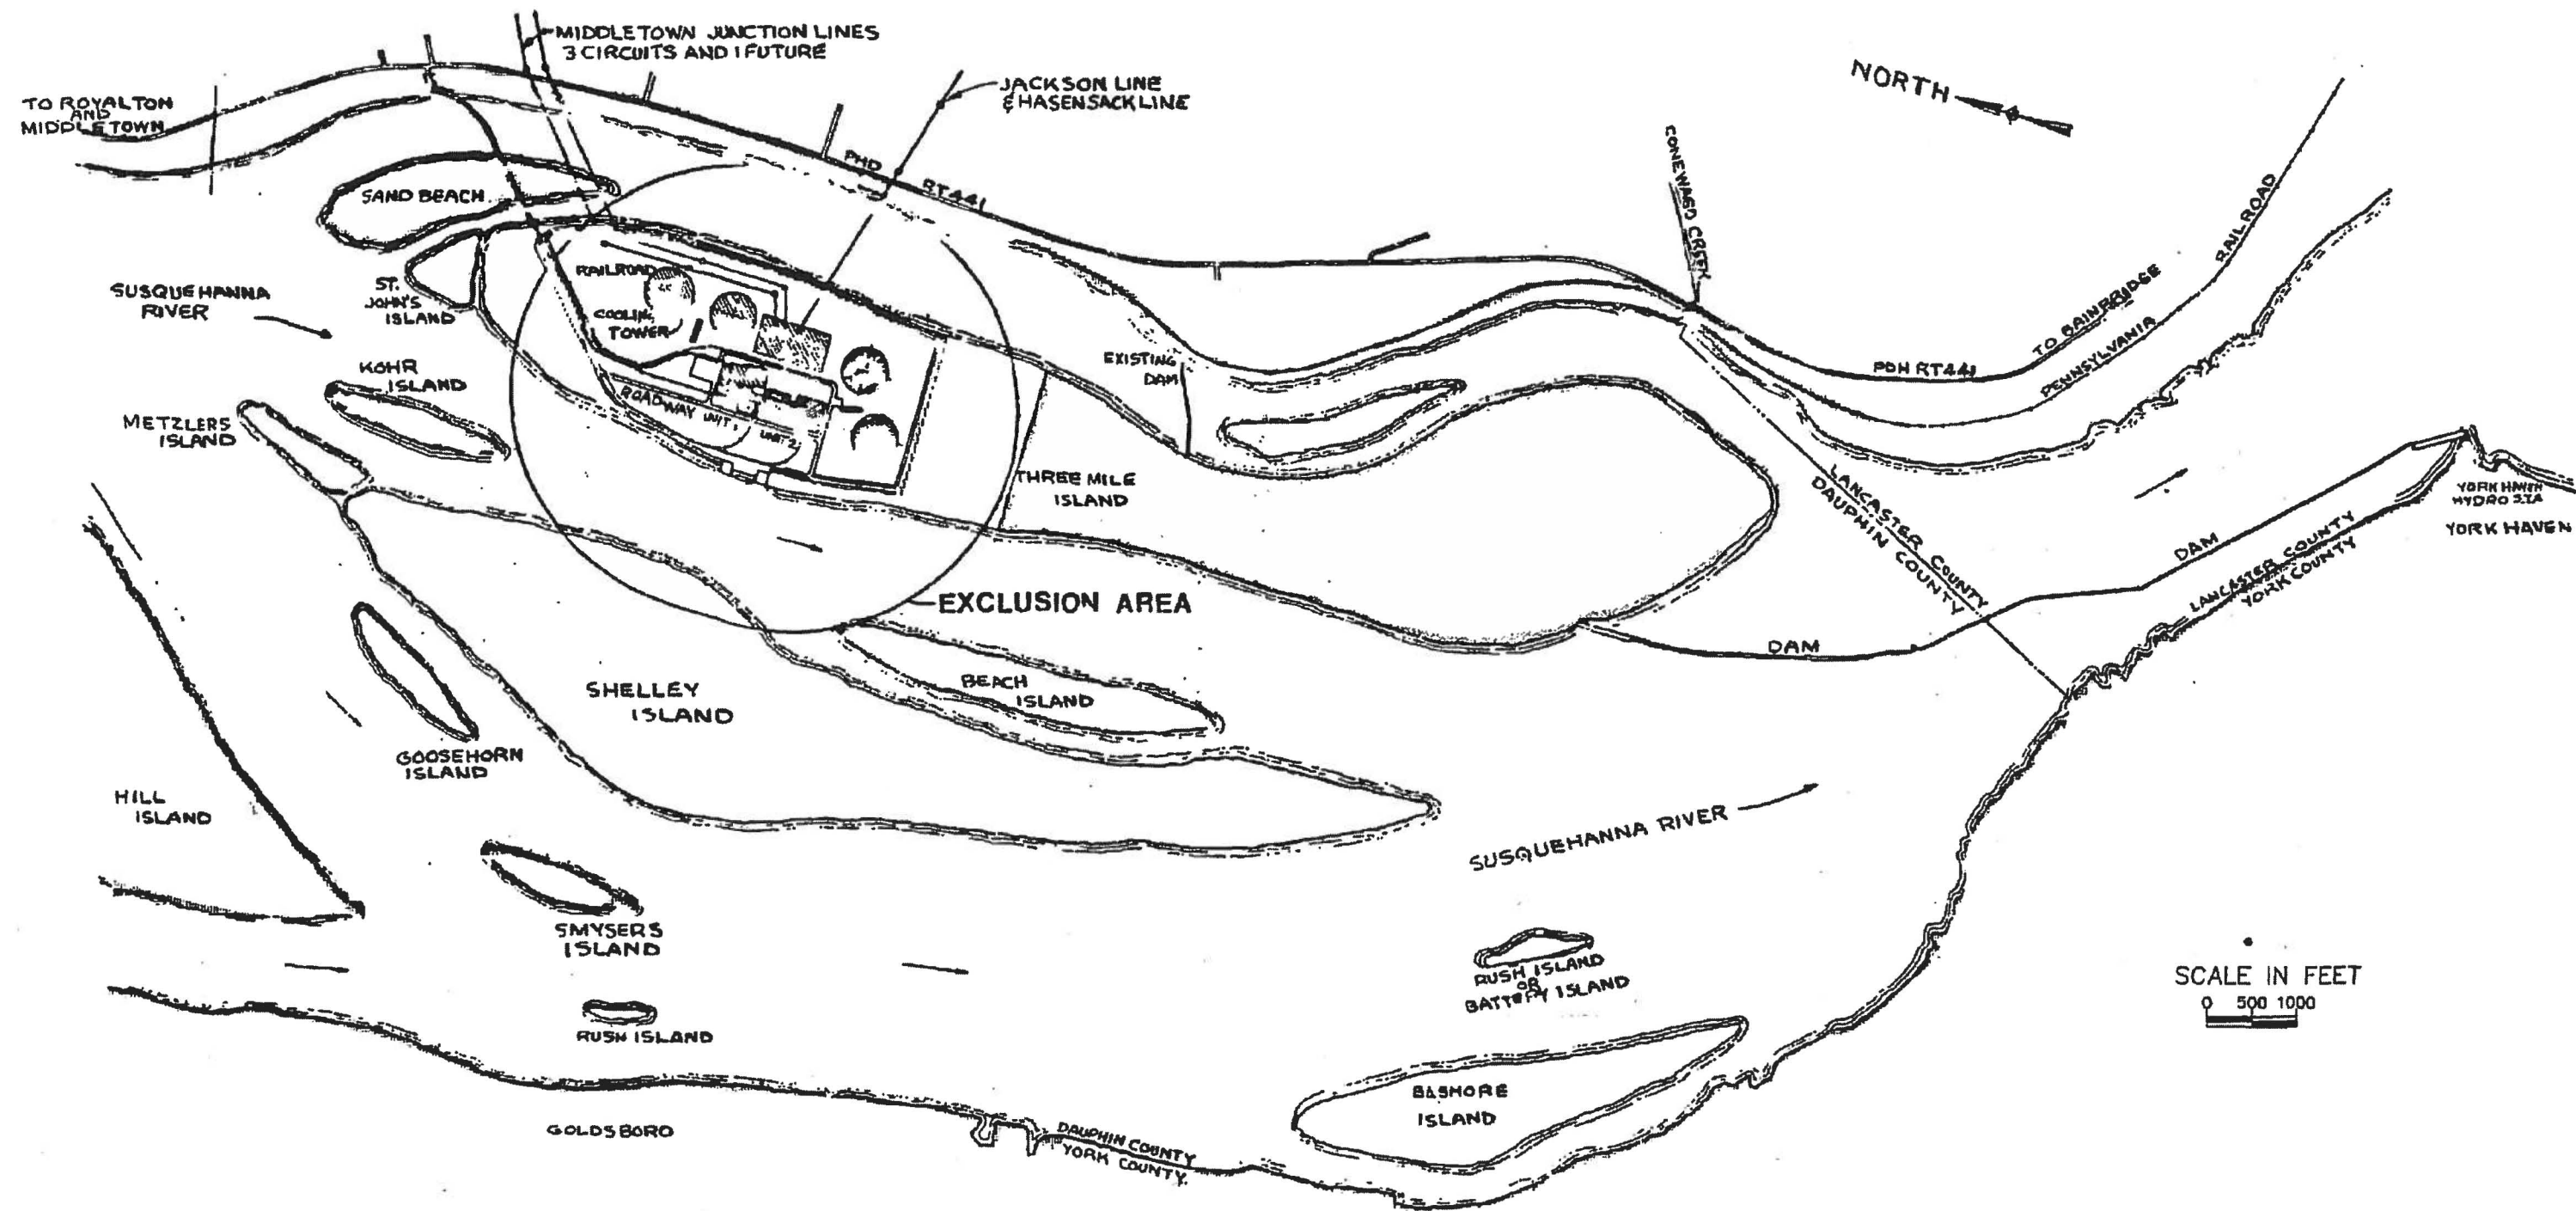 MIDDLETOWN JUNCTION LINES
3 CIRCUITS AND 1 FUTURE
JACKSON LINE
& HASENSACK LINE
NORTH
TO ROYALTON
AND
MIDDLETOWN
PHD RT 441
CONEWAGO CREEK
RAILROAD
SAND BEACH
ST.
JOHN'S
ISLAND
SUSQUEHANNA
RIVER
RAILROAD
COOLING
TOWER
TO BAINBRIDGE
PENNSYLVANIA
PDH RT 441
EXISTING
DAM
KOHR
ISLAND
METZLERS
ISLAND
ROADWAY
UNIT 1
UNIT 2
THREE MILE
ISLAND
LANCASTER COUNTY
DAUPHIN COUNTY
YORK HAVEN
HYDRO STA
YORK HAVEN
DAM
LANCASTER COUNTY
YORK COUNTY
EXCLUSION AREA
DAM
BEACH
ISLAND
SHELLEY
ISLAND
GOOSEHORN
ISLAND
HILL
ISLAND
SUSQUEHANNA RIVER
SMYSERS
ISLAND
RUSH ISLAND
OR
BATTERY ISLAND
SCALE IN FEET
0 500 1000
RUSH ISLAND
BASHORE
ISLAND
GOLDSBORO
DAUPHIN COUNTY
YORK COUNTY